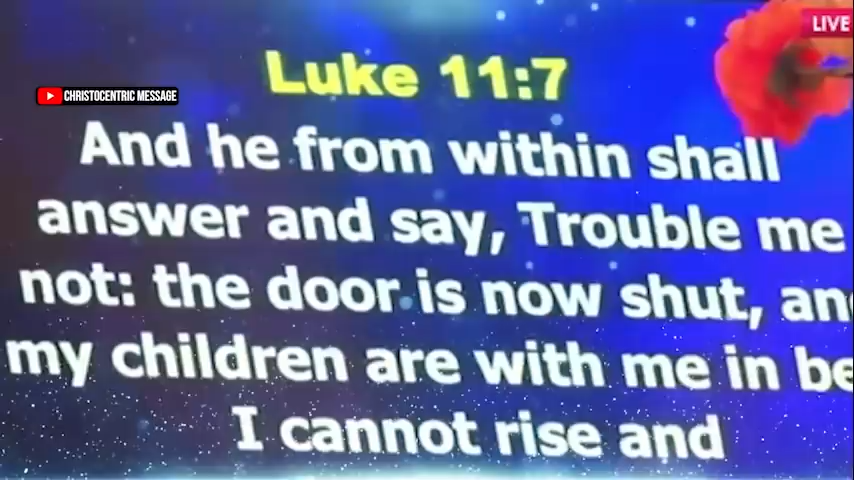 LIVE
Luke 11:7
CHRISTOCENTRIC MESSAGE
And he from within shall
answer and say, Trouble me
not: the door is now shut, an
my children are with me in be
I cannot rise and